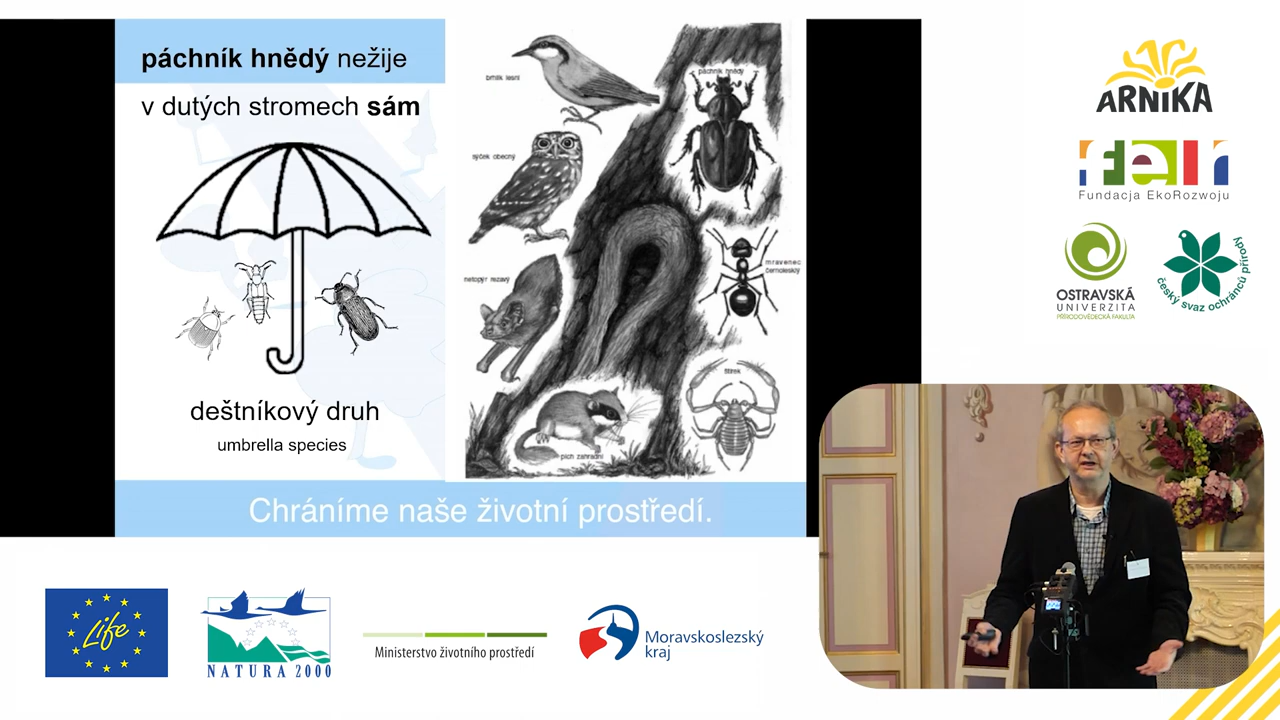 páchník hnědý nežije
v dutých stromech sám
deštníkový druh
umbrella species
brhlík lesní
páchník hnědý
sýček obecný
mravenec
černolesklý
netopýr rezavý
štírek
plch zahradní
Chráníme naše životní prostředí.
ARNIKA
feh
Fundacja EkoRozwoju
OSTRAVSKÁ
UNIVERZITA
PŘÍRODOVĚDECKÁ FAKULTA
český svaz ochránců přírody
Life
NATURA 2000
Ministerstvo životního prostředí
Moravskoslezský
kraj